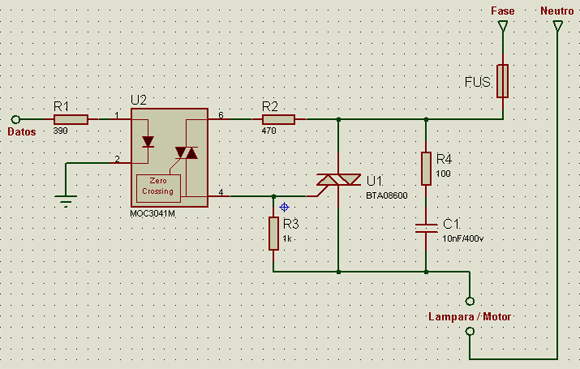 Fase
Neutro
FUS
U2
R1
R2
1
6
Datos
390
470
2
Zero
Crossing
4
MOC3041M
U1
BTA08600
R4
100
R3
1k
C1
10nF/400v
Lampara / Motor